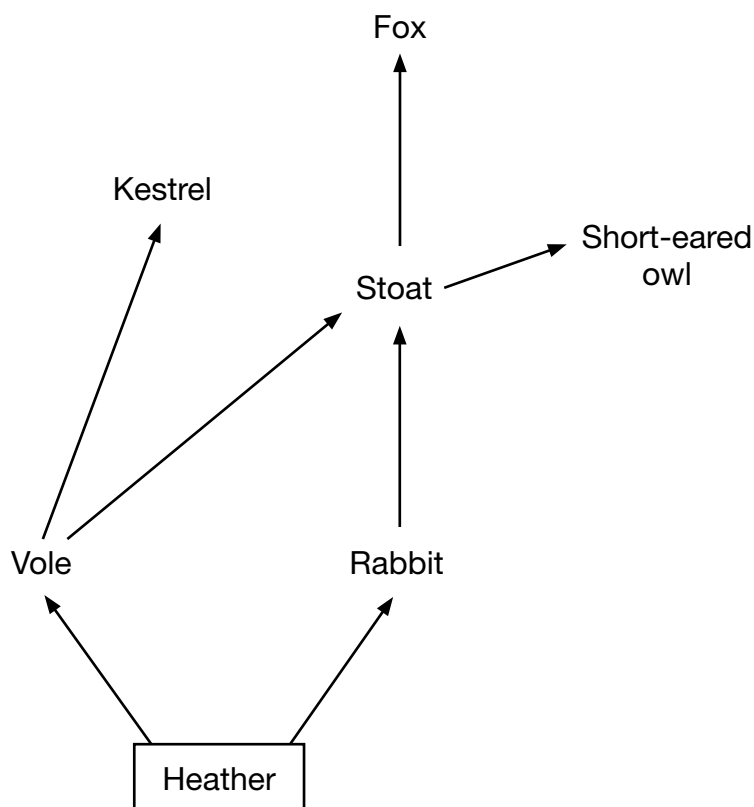 Fox
Kestrel
Short-eared
owl
Stoat
Vole
Rabbit
Heather